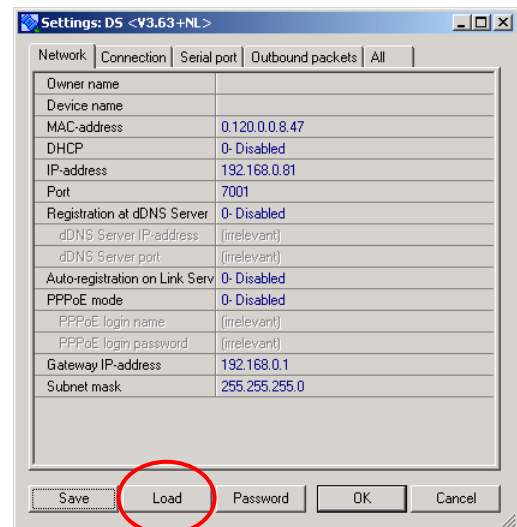 Settings: DS <V3.63+NL>
Network Connection Serial port Outbound packets All
Owner name
Device name
MAC-address 0.120.0.0.8.47
DHCP 0- Disabled
IP-address 192.168.0.81
Port 7001
Registration at dDNS Server 0- Disabled
dDNS Server IP-address (irrelevant)
dDNS Server port (irrelevant)
Auto-registration on Link Serv 0- Disabled
PPPoE mode 0- Disabled
PPPoE login name (irrelevant)
PPPoE login password (irrelevant)
Gateway IP-address 192.168.0.1
Subnet mask 255.255.255.0
Save Load Password OK Cancel